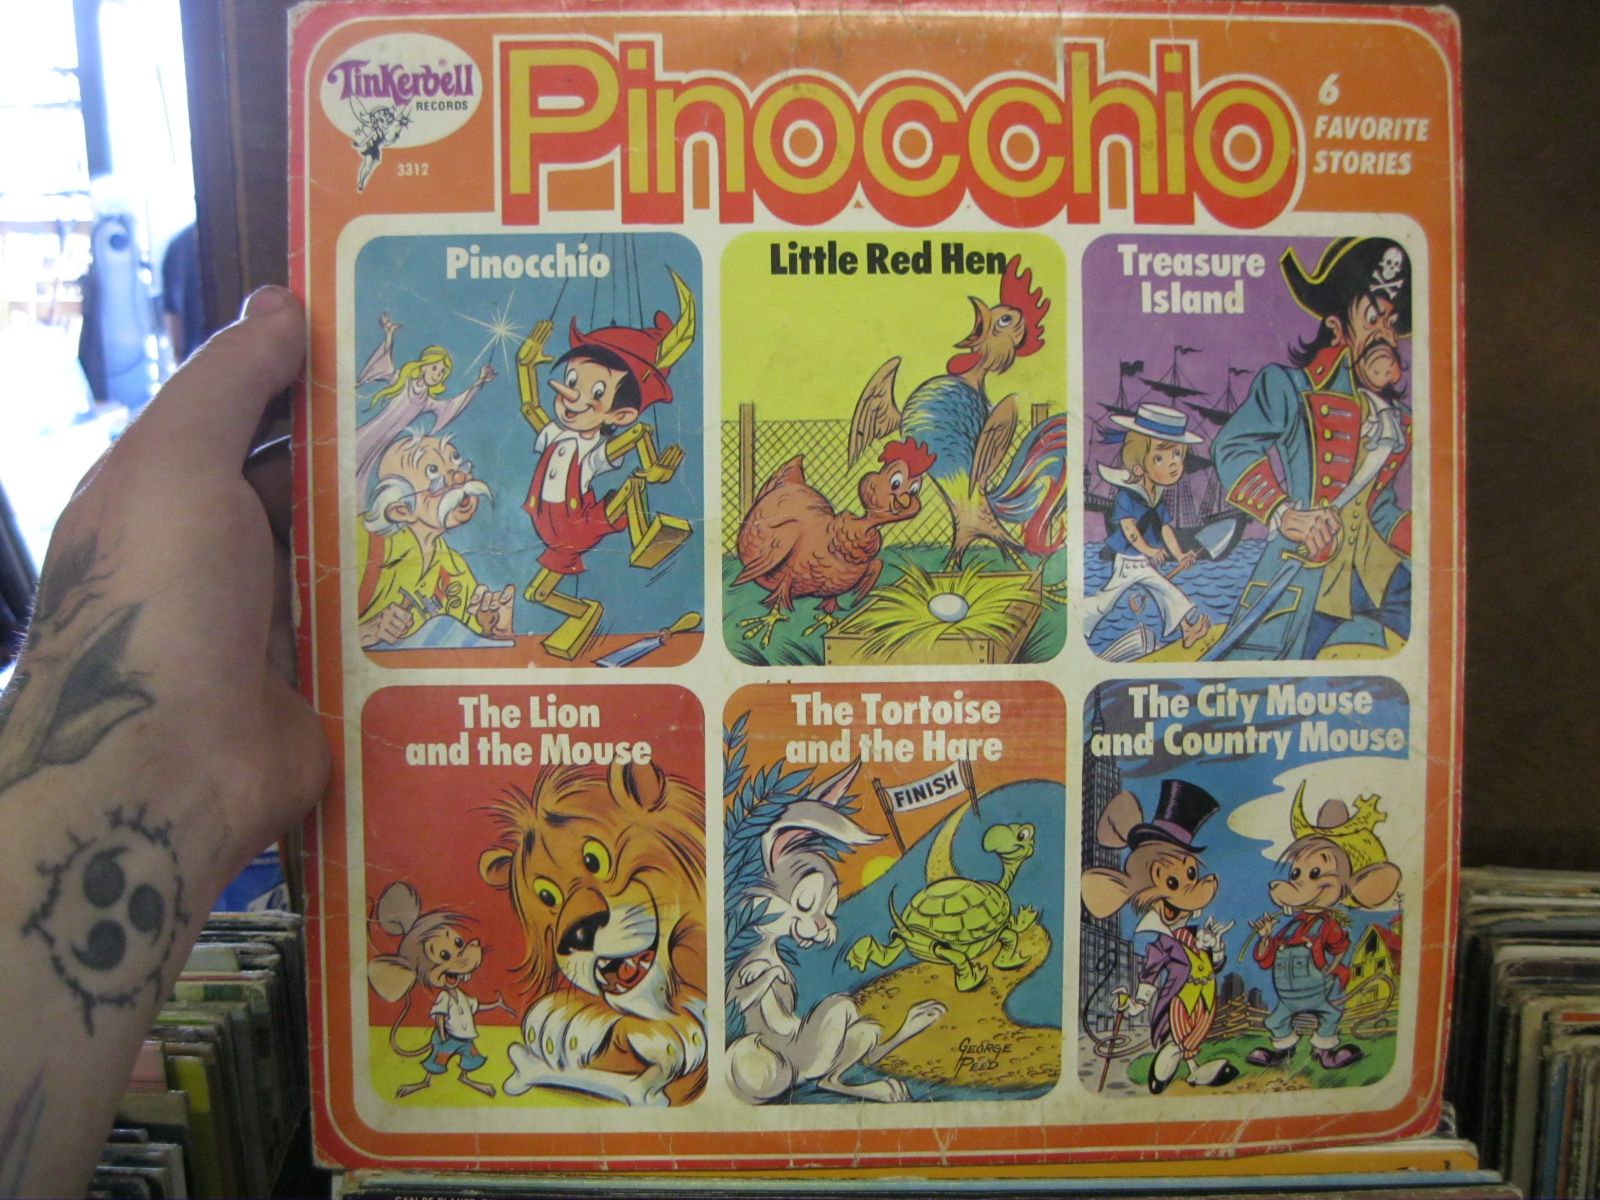 Tinkerbell
RECORDS
3312
Pinocchio
6
FAVORITE
STORIES
Pinocchio
Little Red Hen
Treasure
Island
The Lion
and the Mouse
The Tortoise
and the Hare
FINISH
GEORGE
PEED
The City Mouse
and Country Mouse